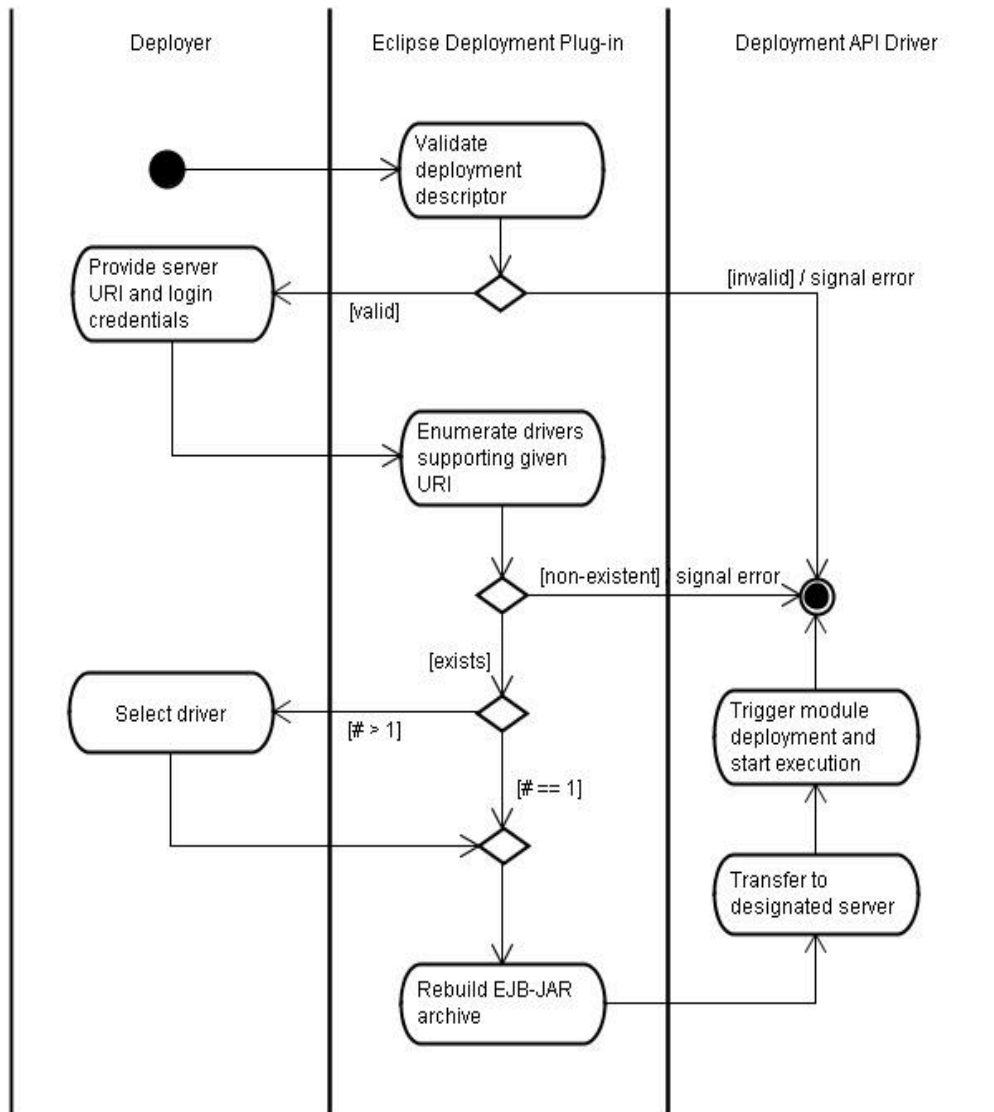 Deployer
Eclipse Deployment Plug-in
Deployment API Driver
Validate
deployment
descriptor
Provide server
URI and login
credentials
[valid]
[invalid] / signal error
Enumerate drivers
supporting given
URI
[non-existent] / signal error
[exists]
Select driver
[# > 1]
[# == 1]
Trigger module
deployment and
start execution
Transfer to
designated server
Rebuild EJB-JAR
archive